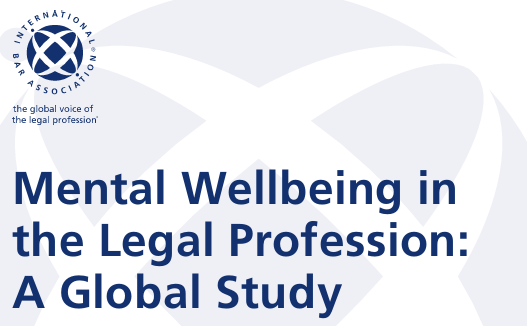 INTERNATIONAL
BAR ASSOCIATION®
the global voice of
the legal profession®
Mental Wellbeing in
the Legal Profession:
A Global Study